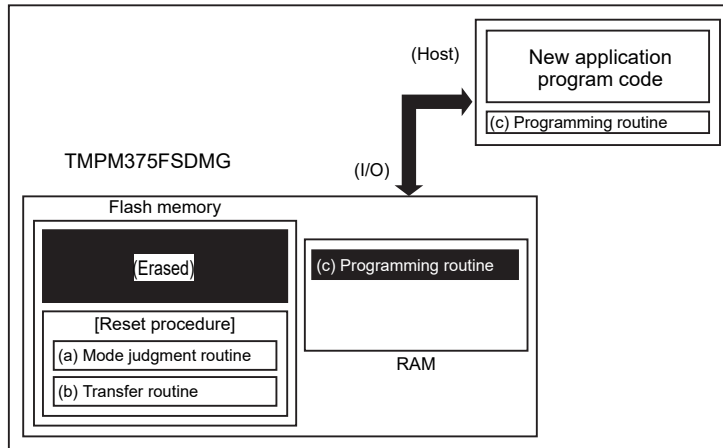 (Host)
New application
program code
(c) Programming routine
TMPM375FSDMG
(I/O)
Flash memory
(Erased)
(c) Programming routine
[Reset procedure]
(a) Mode judgment routine
(b) Transfer routine
RAM